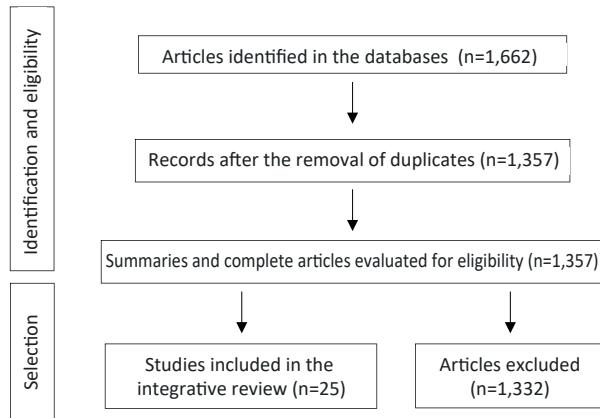 Identification and eligibility
Articles identified in the databases (n=1,662)
Records after the removal of duplicates (n=1,357)
Summaries and complete articles evaluated for eligibility (n=1,357)
Selection
Studies included in the
integrative review (n=25)
Articles excluded
(n=1,332)